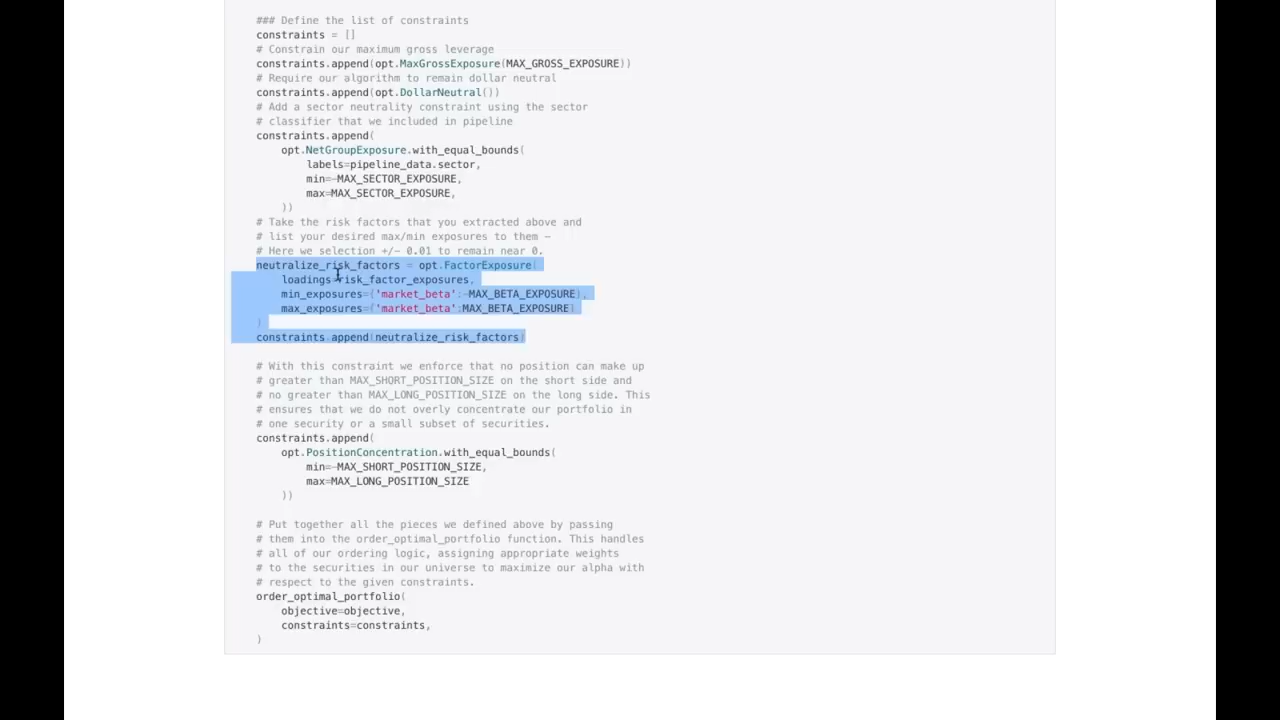 ### Define the list of constraints
constraints = []
# Constrain our maximum gross leverage
constraints.append(opt.MaxGrossExposure(MAX_GROSS_EXPOSURE))
# Require our algorithm to remain dollar neutral
constraints.append(opt.DollarNeutral())
# Add a sector neutrality constraint using the sector
# classifier that we included in pipeline
constraints.append(
    opt.NetGroupExposure.with_equal_bounds(
        labels=pipeline_data.sector,
        min=-MAX_SECTOR_EXPOSURE,
        max=MAX_SECTOR_EXPOSURE,
    ))
# Take the risk factors that you extracted above and
# list your desired max/min exposures to them -
# Here we selection +/- 0.01 to remain near 0.
neutralize_risk_factors = opt.FactorExposure(
    loadings=risk_factor_exposures,
    min_exposures={'market_beta':-MAX_BETA_EXPOSURE},
    max_exposures={'market_beta':MAX_BETA_EXPOSURE}
)
constraints.append(neutralize_risk_factors)
# With this constraint we enforce that no position can make up
# greater than MAX_SHORT_POSITION_SIZE on the short side and
# no greater than MAX_LONG_POSITION_SIZE on the long side. This
# ensures that we do not overly concentrate our portfolio in
# one security or a small subset of securities.
constraints.append(
    opt.PositionConcentration.with_equal_bounds(
        min=-MAX_SHORT_POSITION_SIZE,
        max=MAX_LONG_POSITION_SIZE
    ))
# Put together all the pieces we defined above by passing
# them into the order_optimal_portfolio function. This handles
# all of our ordering logic, assigning appropriate weights
# to the securities in our universe to maximize our alpha with
# respect to the given constraints.
order_optimal_portfolio(
    objective=objective,
    constraints=constraints,
)